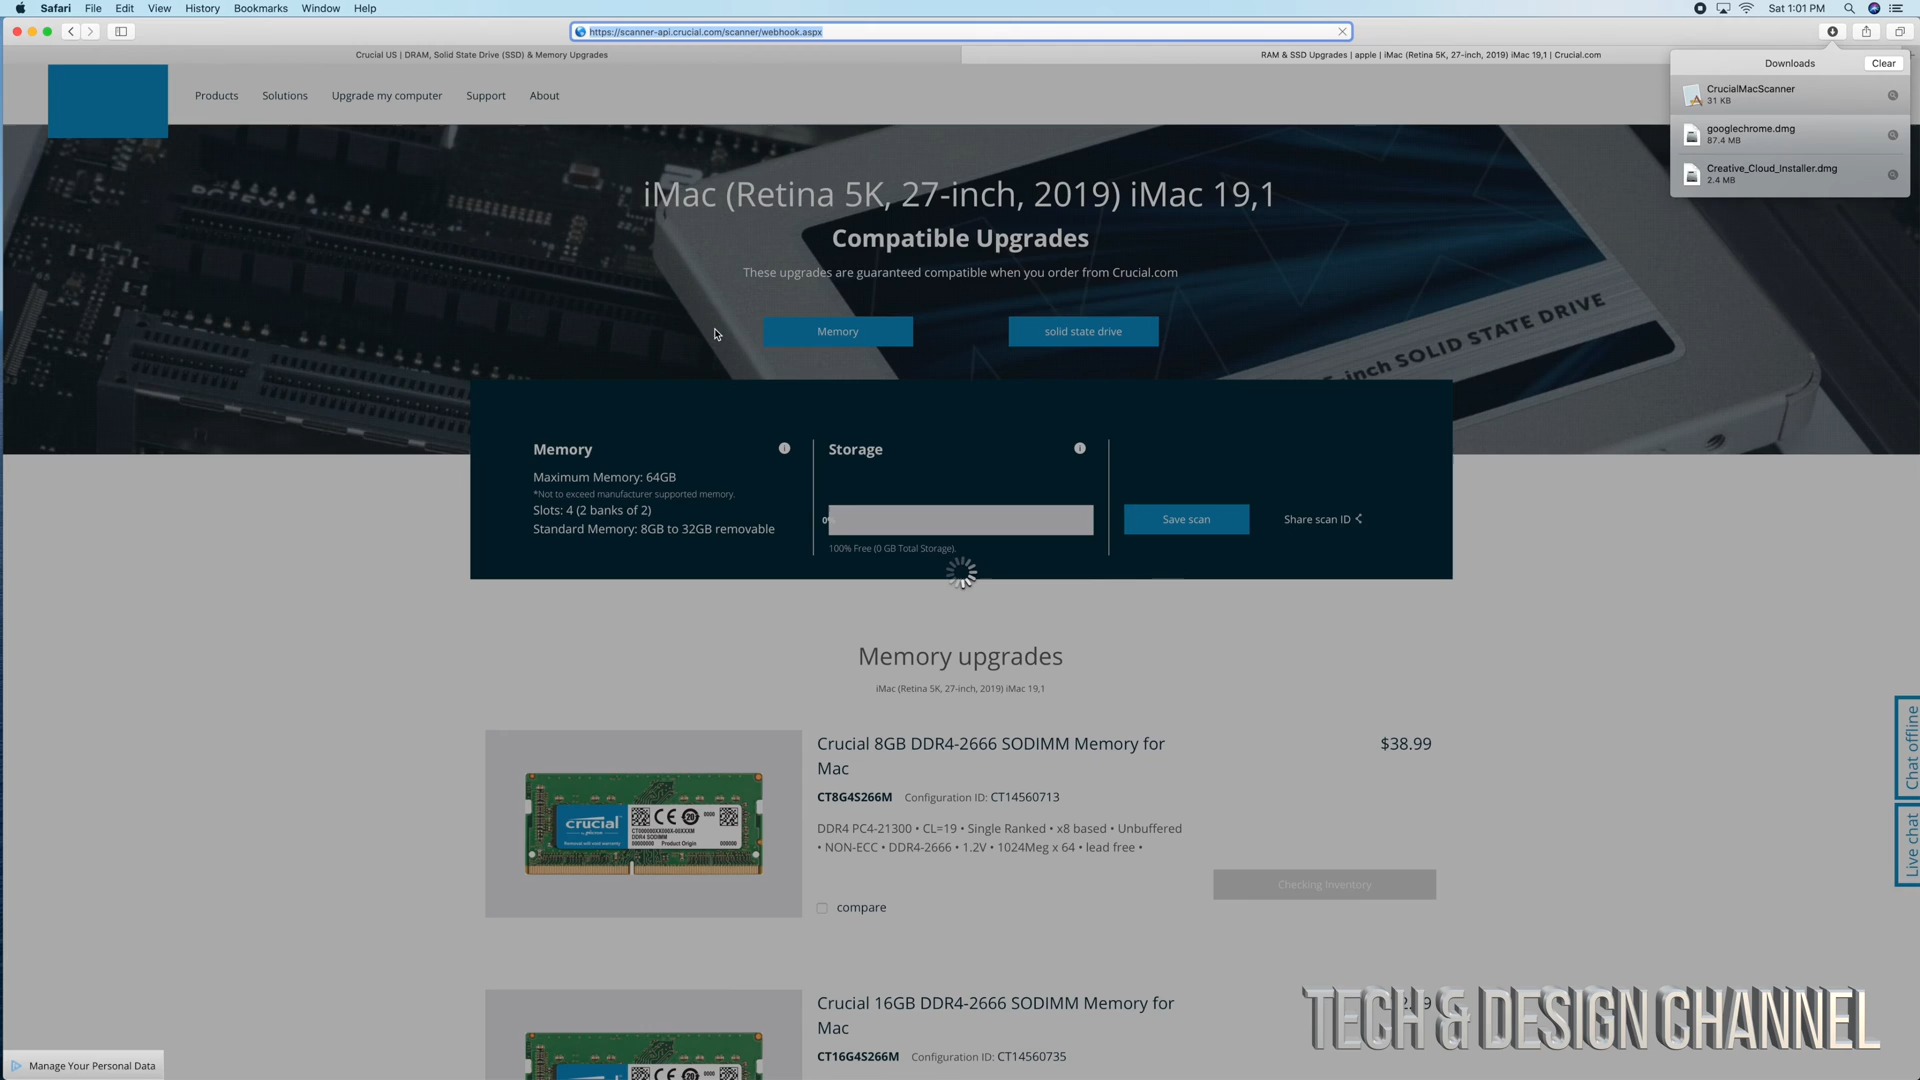 Safari File Edit View History Bookmarks Window Help
Sat 1:01 PM
https://scanner-api.crucial.com/scanner/webhook.aspx
Crucial US | DRAM, Solid State Drive (SSD) & Memory Upgrades
RAM & SSD Upgrades | apple | iMac (Retina 5K, 27-inch, 2019) iMac 19,1 | Crucial.com
Downloads
Clear
CrucialMacScanner
31 KB
googlechrome.dmg
87.4 MB
Creative_Cloud_Installer.dmg
2.4 MB
Products Solutions Upgrade my computer Support About
iMac (Retina 5K, 27-inch, 2019) iMac 19,1
Compatible Upgrades
These upgrades are guaranteed compatible when you order from Crucial.com
Memory
solid state drive
-inch SOLID STATE DRIVE
Memory
Maximum Memory: 64GB
*Not to exceed manufacturer supported memory.
Slots: 4 (2 banks of 2)
Standard Memory: 8GB to 32GB removable
Storage
0%
100% Free (0 GB Total Storage).
Save scan
Share scan ID
Memory upgrades
iMac (Retina 5K, 27-inch, 2019) iMac 19,1
crucial
Crucial 8GB DDR4-2666 SODIMM Memory for
Mac
$38.99
CT8G4S266M Configuration ID: CT14560713
DDR4 PC4-21300 • CL=19 • Single Ranked • x8 based • Unbuffered
• NON-ECC • DDR4-2666 • 1.2V • 1024Meg x 64 • lead free •
Checking Inventory
compare
Crucial 16GB DDR4-2666 SODIMM Memory for
Mac
CT16G4S266M Configuration ID: CT14560735
Chat offline
Live chat
Manage Your Personal Data
TECH & DESIGN CHANNEL